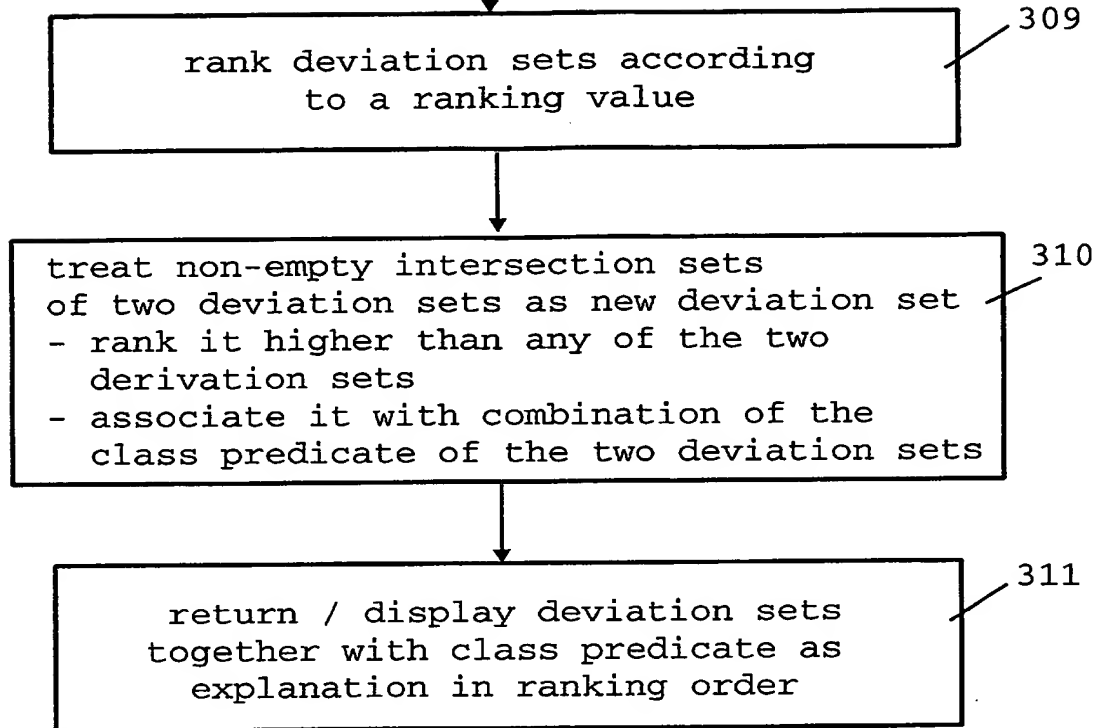 309
rank deviation sets according
to a ranking value
310
treat non-empty intersection sets
of two deviation sets as new deviation set
- rank it higher than any of the two
derivation sets
- associate it with combination of the
class predicate of the two deviation sets
311
return / display deviation sets
together with class predicate as
explanation in ranking order